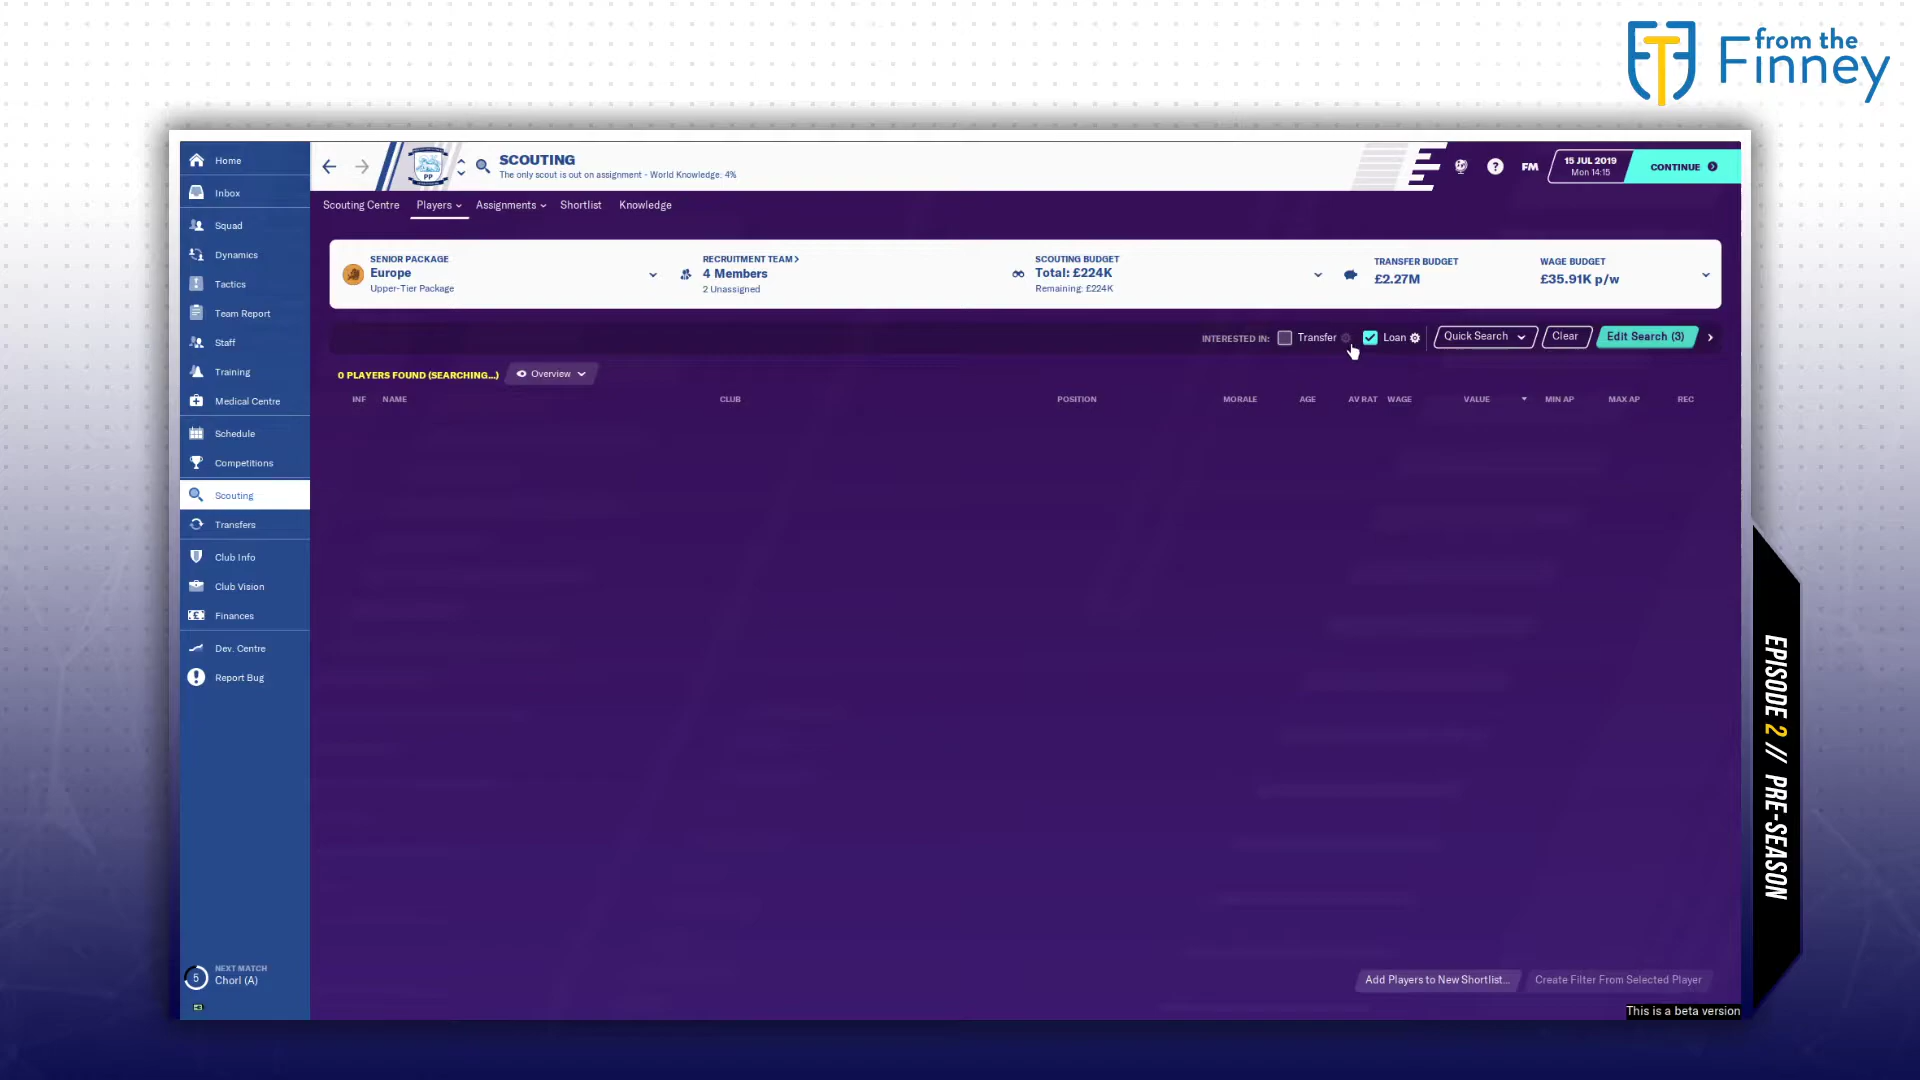 from the
Finney
Home
Inbox
Squad
Dynamics
Tactics
Team Report
Staff
Training
Medical Centre
Schedule
Competitions
Scouting
Transfers
Club Info
Club Vision
Finances
Dev. Centre
Report Bug
5
NEXT MATCH
Chorl (A)
PP
SCOUTING
The only scout is out on assignment - World Knowledge: 4%
? FM
15 JUL 2019
Mon 14:15
CONTINUE
Scouting Centre Players Assignments Shortlist Knowledge
SENIOR PACKAGE
Europe
Upper-Tier Package
RECRUITMENT TEAM >
4 Members
2 Unassigned
SCOUTING BUDGET
Total: £224K
Remaining: £224K
TRANSFER BUDGET
£2.27M
WAGE BUDGET
£35.91K p/w
INTERESTED IN: Transfer Loan Quick Search Clear Edit Search (3)
0 PLAYERS FOUND (SEARCHING...) Overview
INF NAME CLUB POSITION MORALE AGE AV RAT WAGE VALUE MIN AP MAX AP REC
Add Players to New Shortlist... Create Filter From Selected Player
This is a beta version
EPISODE 2 // PRE-SEASON